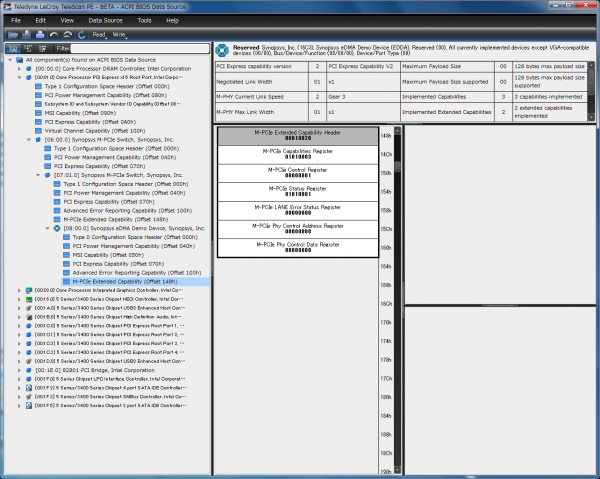 Teledyne LeCroy TeleScan PE - BETA - ACPI BIOS Data Source
File Edit View Data Source Tools Help
Read Write
Filter:
All component(s) found on ACPI BIOS Data Source
[00:00.0] Core Processor DRAM Controller, Intel Corporation
[00:01.0] Core Processor PCI Express x16 Root Port, Intel Corpo...
Type 1 Configuration Space Header (Offset 000h)
PCI Power Management Capability (Offset 080h)
Subsystem ID and Subsystem Vendor ID Capability (Offset 08...
MSI Capability (Offset 090h)
PCI Express Capability (Offset 0A0h)
Virtual Channel Capability (Offset 100h)
[06:00.0] Synopsys M-PCIe Switch, Synopsys, Inc.
Type 1 Configuration Space Header (Offset 000h)
PCI Power Management Capability (Offset 040h)
PCI Express Capability (Offset 070h)
[07:01.0] Synopsys M-PCIe Switch, Synopsys, Inc.
Type 1 Configuration Space Header (Offset 000h)
PCI Power Management Capability (Offset 040h)
PCI Express Capability (Offset 070h)
Advanced Error Reporting Capability (Offset 100h)
M-PCIe Extended Capability (Offset 148h)
[08:00.0] Synopsys eDMA Demo Device, Synopsys, Inc.
Type 0 Configuration Space Header (Offset 000h)
PCI Power Management Capability (Offset 040h)
MSI Capability (Offset 050h)
PCI Express Capability (Offset 070h)
Advanced Error Reporting Capability (Offset 100h)
M-PCIe Extended Capability (Offset 148h)
[00:02.0] Core Processor Integrated Graphics Controller, Intel Co...
[00:16.0] 5 Series/3400 Series Chipset HECI Controller, Intel Cor...
[00:1A.0] 5 Series/3400 Series Chipset USB2 Enhanced Host Con...
[00:1B.0] 5 Series/3400 Series Chipset High Definition Audio, Int...
[00:1C.0] 5 Series/3400 Series Chipset PCI Express Root Port 1, ...
[00:1C.1] 5 Series/3400 Series Chipset PCI Express Root Port 2, ...
[00:1C.2] 5 Series/3400 Series Chipset PCI Express Root Port 3, ...
[00:1C.3] 5 Series/3400 Series Chipset PCI Express Root Port 4, ...
[00:1D.0] 5 Series/3400 Series Chipset USB2 Enhanced Host Con...
[00:1E.0] 82801 PCI Bridge, Intel Corporation
[00:1F.0] 5 Series Chipset LPC Interface Controller, Intel Corporat...
[00:1F.2] 5 Series/3400 Series Chipset 4 port SATA IDE Controller...
[00:1F.3] 5 Series/3400 Series Chipset SMBus Controller, Intel Cor...
[00:1F.5] 5 Series/3400 Series Chipset 2 port SATA IDE Controller...
Reserved Synopsys, Inc. (16C3), Synopsys eDMA Demo Device (EDDA), Reserved (00), All currently implemented devices except VGA-compatible devices (00/00), Bus/Device/Function (08/00/00), Device/Port Type (00)
PCI Express capability version 2 PCI Express Capability V2 Maximum Payload Size 00 128 bytes max payload size
Negotiated Link Width 01 x1 Maximum Payload Size supported 00 128 bytes max payload size supported
M-PHY Current Link Speed 2 Gear 3 Implemented Capabilities 3 3 capabilities implemented
M-PHY Max Link Width 01 x1 Implemented Extended Capabilities 2 2 extended capabilities implemented
M-PCIe Extended Capability Header
00010020
148h
M-PCIe Capabilities Register
01010003
14Ch
M-PCIe Control Register
00000001
150h
M-PCIe Status Register
01010001
154h
M-PCIe LANE Error Status Register
00000000
158h
M-PCIe Phy Control Address Register
00000000
15Ch
M-PCIe Phy Control Data Register
00000000
160h
164h
168h
16Ch
170h
174h
178h
17Ch
180h
184h
188h
18Ch
190h